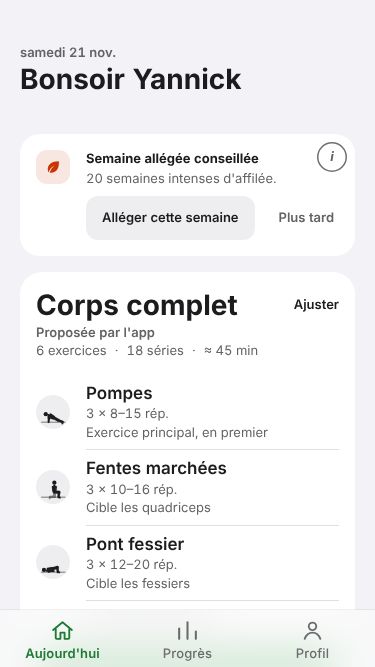 samedi 21 nov.
Bonsoir Yannick
Semaine allégée conseillée
i
20 semaines intenses d'affilée.
Alléger cette semaine
Plus tard
Corps complet
Ajuster
Proposée par l'app
6 exercices · 18 séries · ≈ 45 min
Pompes
3 × 8–15 rép.
Exercice principal, en premier
Fentes marchées
3 × 10–16 rép.
Cible les quadriceps
Pont fessier
3 × 12–20 rép.
Cible les fessiers
Aujourd'hui
Progrès
Profil